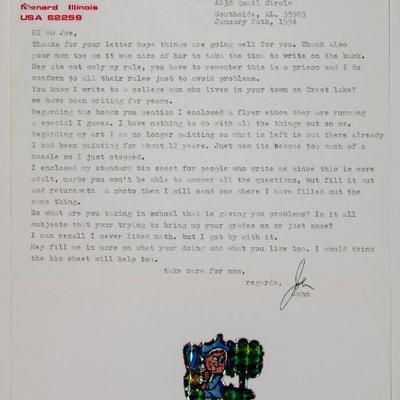 4238 Quail Circle
Southside, AL. 35903
January 26th, 1994
Menard Illinois
USA 62259
HI HO Joe,
Thanks for your letter hope things are going well for you. Thank also
your mom too as it was nice of her to take the time to write on the back.
Hey its not only my rule, you have to remember this is a prison and I do
conform to all their rules just to avoid problems.
You know I write to a college man who lives in your town on Crest lake?
we have been writing for years.
Regarding the books you mention I enclosed a flyer since they are running
a special I guess. I have nothing to do with all the things out on me.
Regarding my art I am no longer painting so what is left is out there already
I had been painting for about 12 years. Just now its become too much of a
hassle so I just stopped.
I enclosed my standard bio sheet for people who write me since this is more
adult, maybe you won't be able to answer all the questions, but fill it out
and return with a photo then I will send one where I have filled out the
same thing.
So what are you taking in school that is giving you problems? Is it all
subjects that your trying to bring up your grades on or just some?
I can recall I never liked math. but I got by with it.
Hey fill me in more on what your doing and what you like too. I would think
the bio sheet will help too.
take care for now,
regards,
John
John